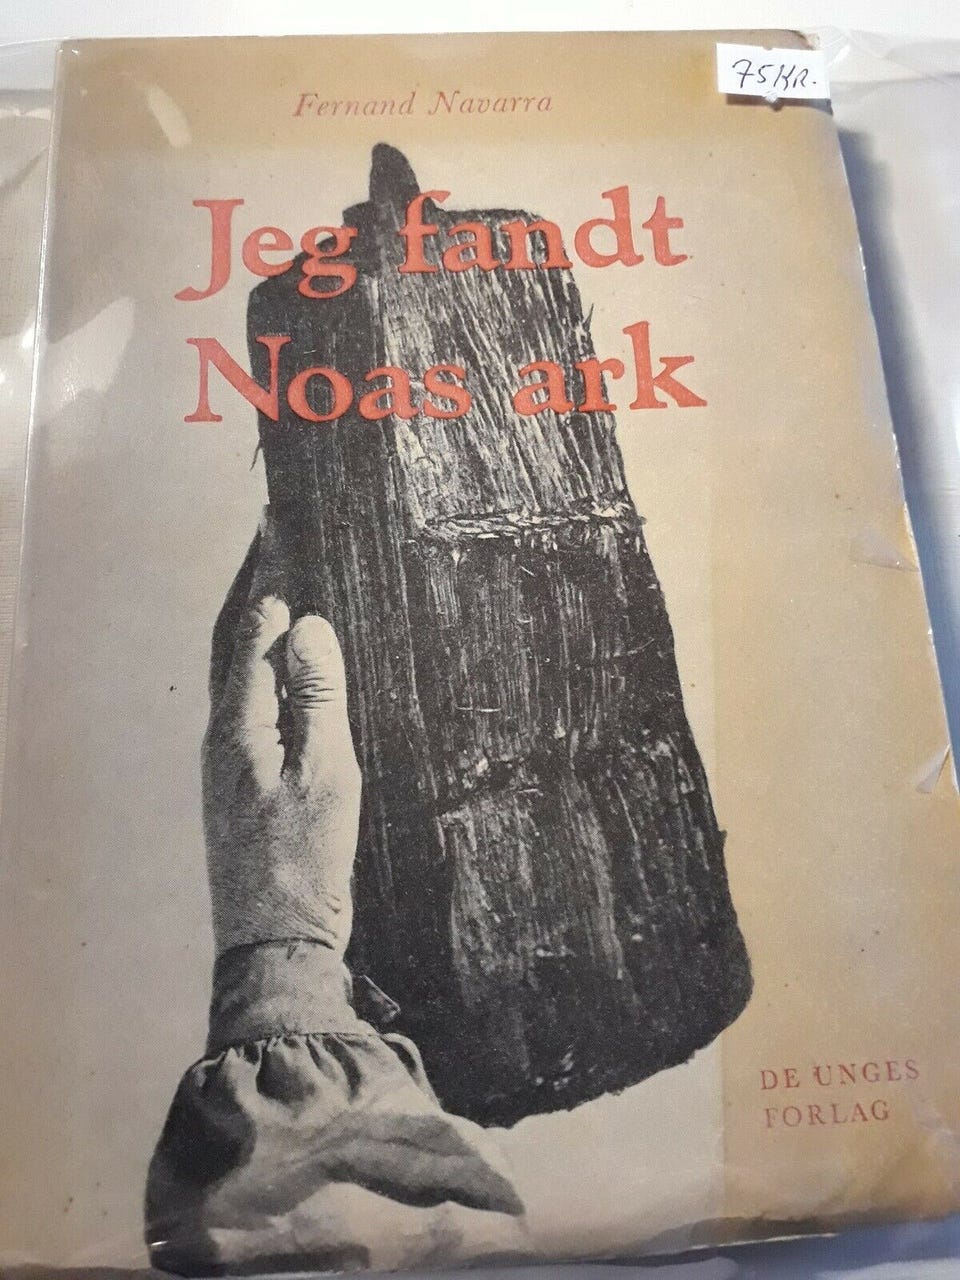 75 KR.
Fernand Navarra
Jeg fandt
Noas ark
DE UNGES
FORLAG